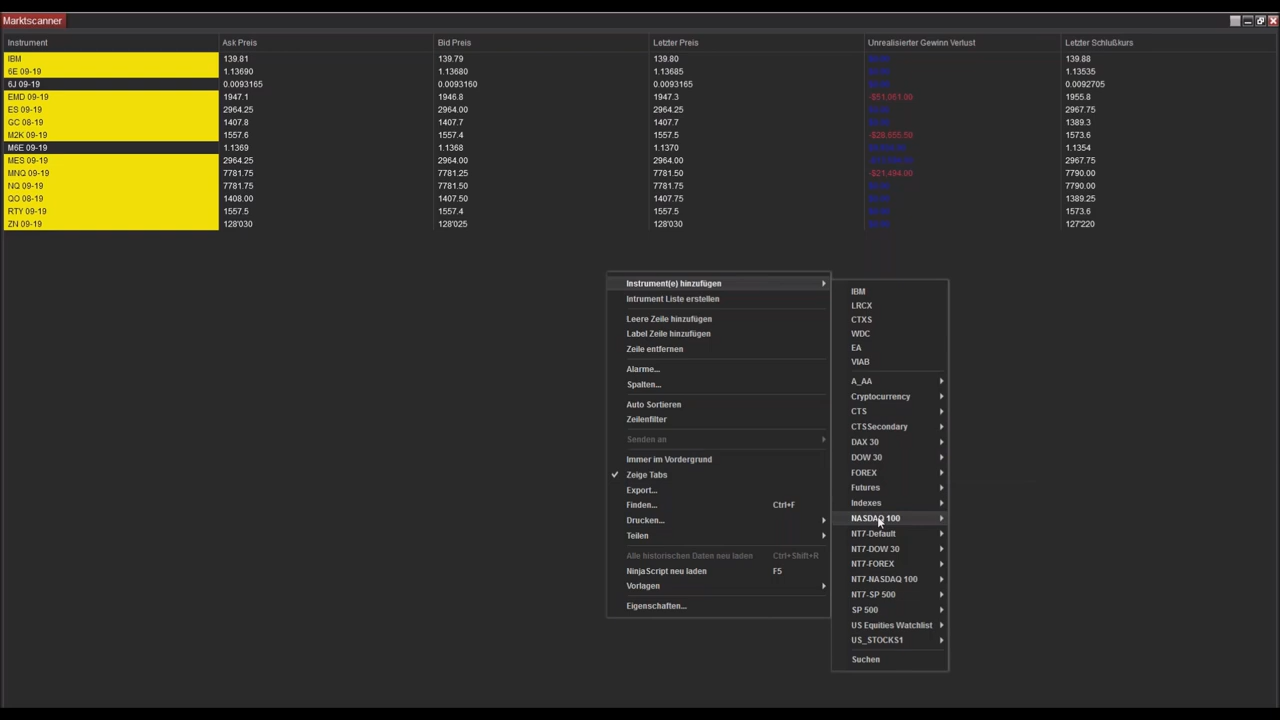 Marktscanner
Instrument Ask Preis Bid Preis Letzter Preis Unrealisierter Gewinn Verlust Letzter Schlußkurs
IBM 139.81 139.79 139.80 139.88
6E 09-19 1.13690 1.13680 1.13685 1.13535
6J 09-19 0.0093165 0.0093160 0.0093165 0.0092705
EMD 09-19 1947.1 1946.8 1947.3 -$51,061.00 1955.8
ES 09-19 2964.25 2964.00 2964.25 2967.75
GC 08-19 1407.8 1407.7 1407.7 1389.3
M2K 09-19 1557.6 1557.4 1557.5 1573.6
M6E 09-19 1.1369 1.1368 1.1370 1.1354
MES 09-19 2964.25 2964.00 2964.00 2967.75
MNQ 09-19 7781.75 7781.25 7781.50 -$21,494.00 7790.00
NQ 09-19 7781.75 7781.50 7781.75 7790.00
QO 08-19 1408.00 1407.50 1407.75 1389.25
RTY 09-19 1557.5 1557.4 1557.5 1573.6
ZN 09-19 128'030 128'025 128'030 127'220
Instrument(e) hinzufügen
Intrument Liste erstellen
Leere Zeile hinzufügen
Label Zeile hinzufügen
Zeile entfernen
Alarme...
Spalten...
Auto Sortieren
Zeilenfilter
Senden an
Immer im Vordergrund
Zeige Tabs
Export...
Finden... Ctrl+F
Drucken...
Teilen
Alle historischen Daten neu laden Ctrl+Shift+R
NinjaScript neu laden F5
Vorlagen
Eigenschaften...
IBM
LRCX
CTXS
WDC
EA
VIAB
A_AA
Cryptocurrency
CTS
CTSSecondary
DAX 30
DOW 30
FOREX
Futures
Indexes
NASDAQ 100
NT7-Default
NT7-DOW 30
NT7-FOREX
NT7-NASDAQ 100
NT7-SP 500
SP 500
US Equities Watchlist
US_STOCKS1
Suchen